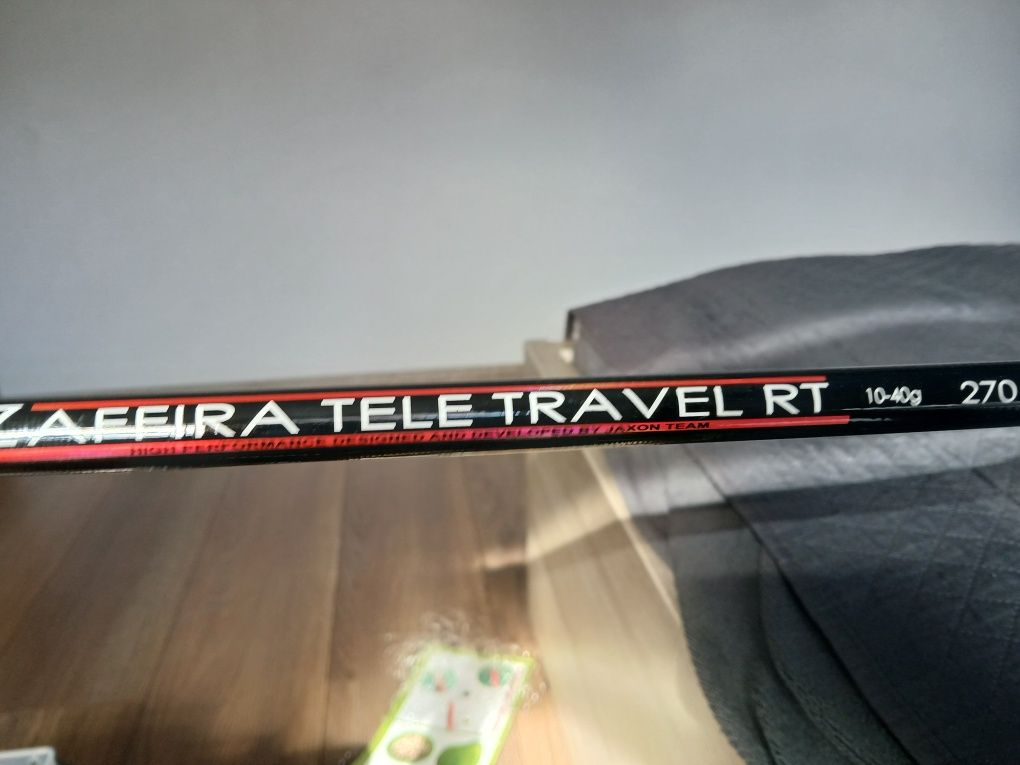 ZAFFIRA TELE TRAVEL RT 10-40g 270
HIGH PERFORMANCE DESIGNED AND DEVELOPED BY JAXON TEAM